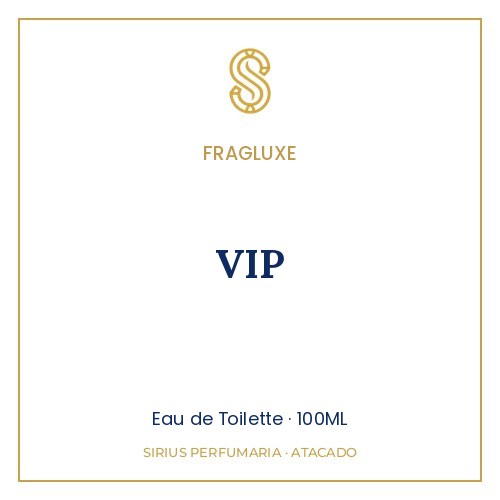 FRAGLUXE
VIP
Eau de Toilette · 100ML
SIRIUS PERFUMARIA · ATACADO